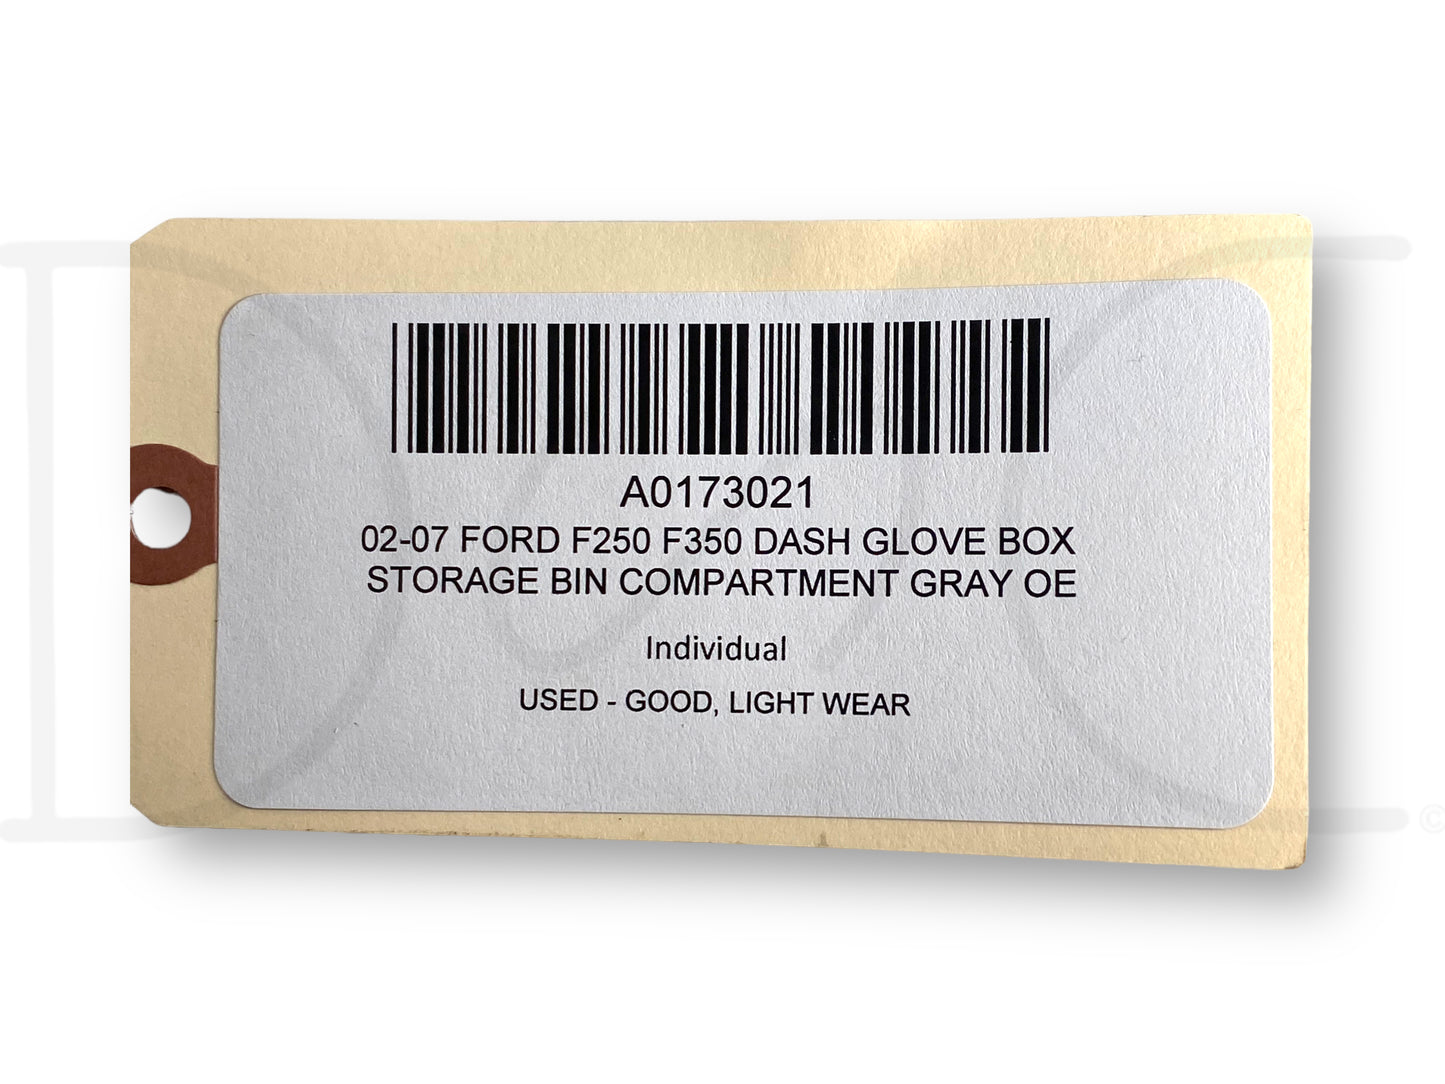 A0173021
02-07 FORD F250 F350 DASH GLOVE BOX
STORAGE BIN COMPARTMENT GRAY OE
Individual
USED - GOOD, LIGHT WEAR
©